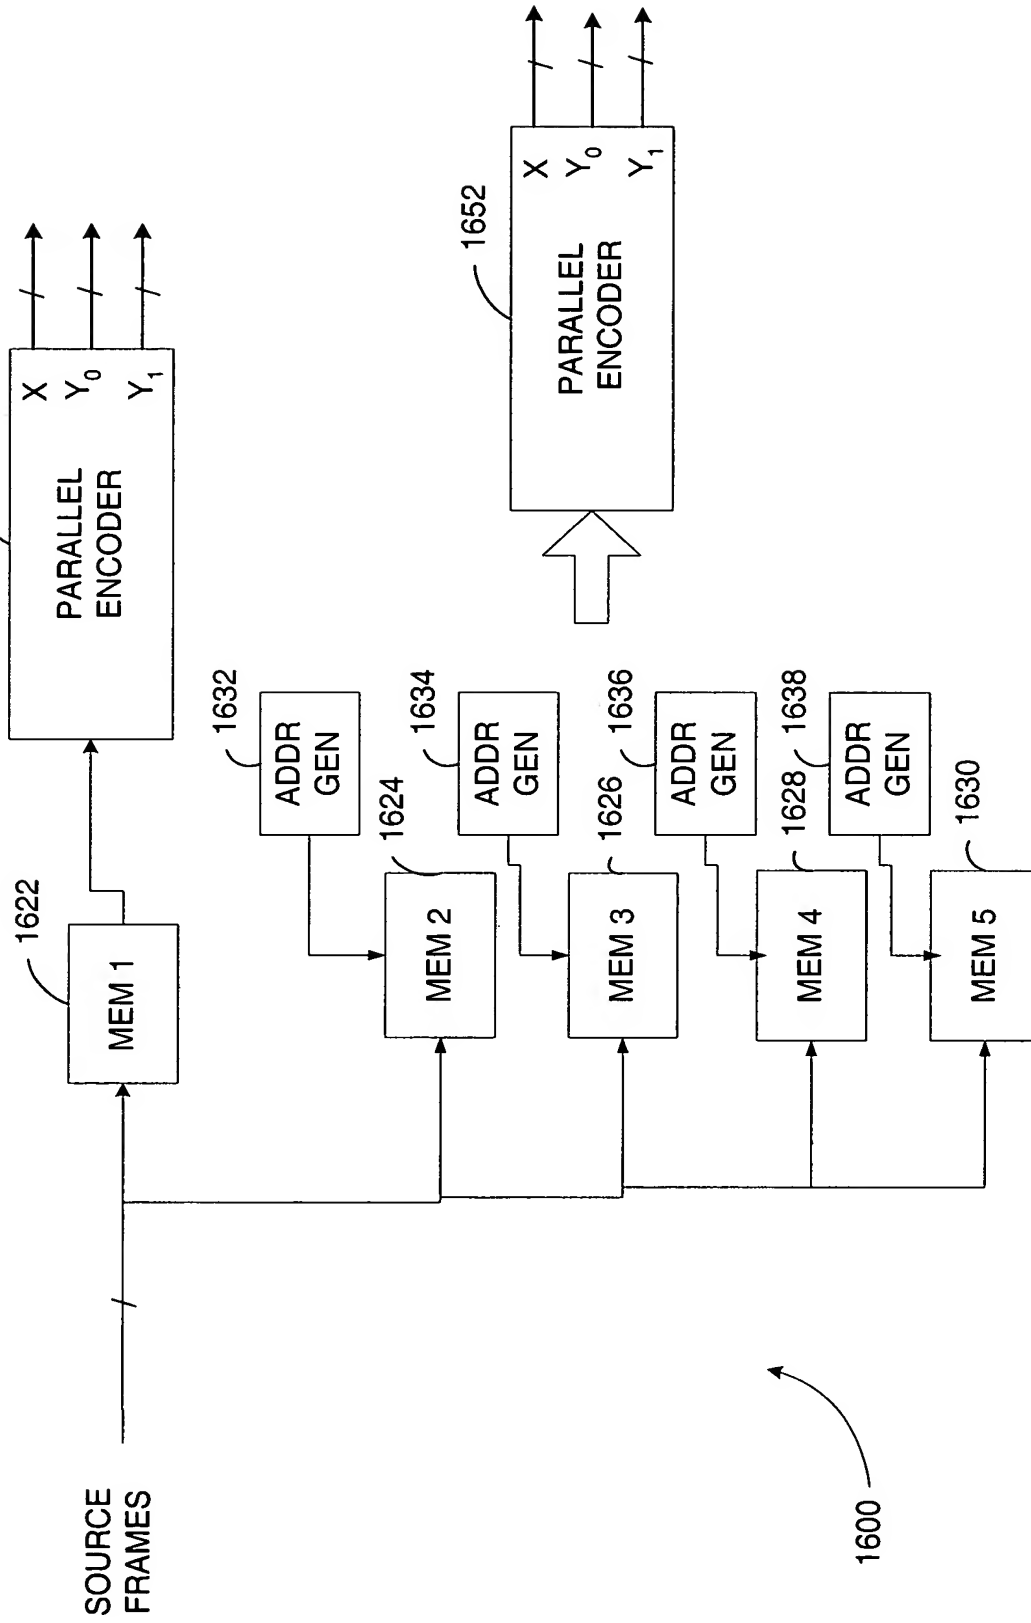 SOURCE
FRAMES
1622
MEM 1
PARALLEL
ENCODER
X
Y0
Y1
1632
ADDR
GEN
1624
MEM 2
1634
ADDR
GEN
1626
MEM 3
1636
ADDR
GEN
1628
MEM 4
1638
ADDR
GEN
1630
MEM 5
1652
PARALLEL
ENCODER
X
Y0
Y1
1600